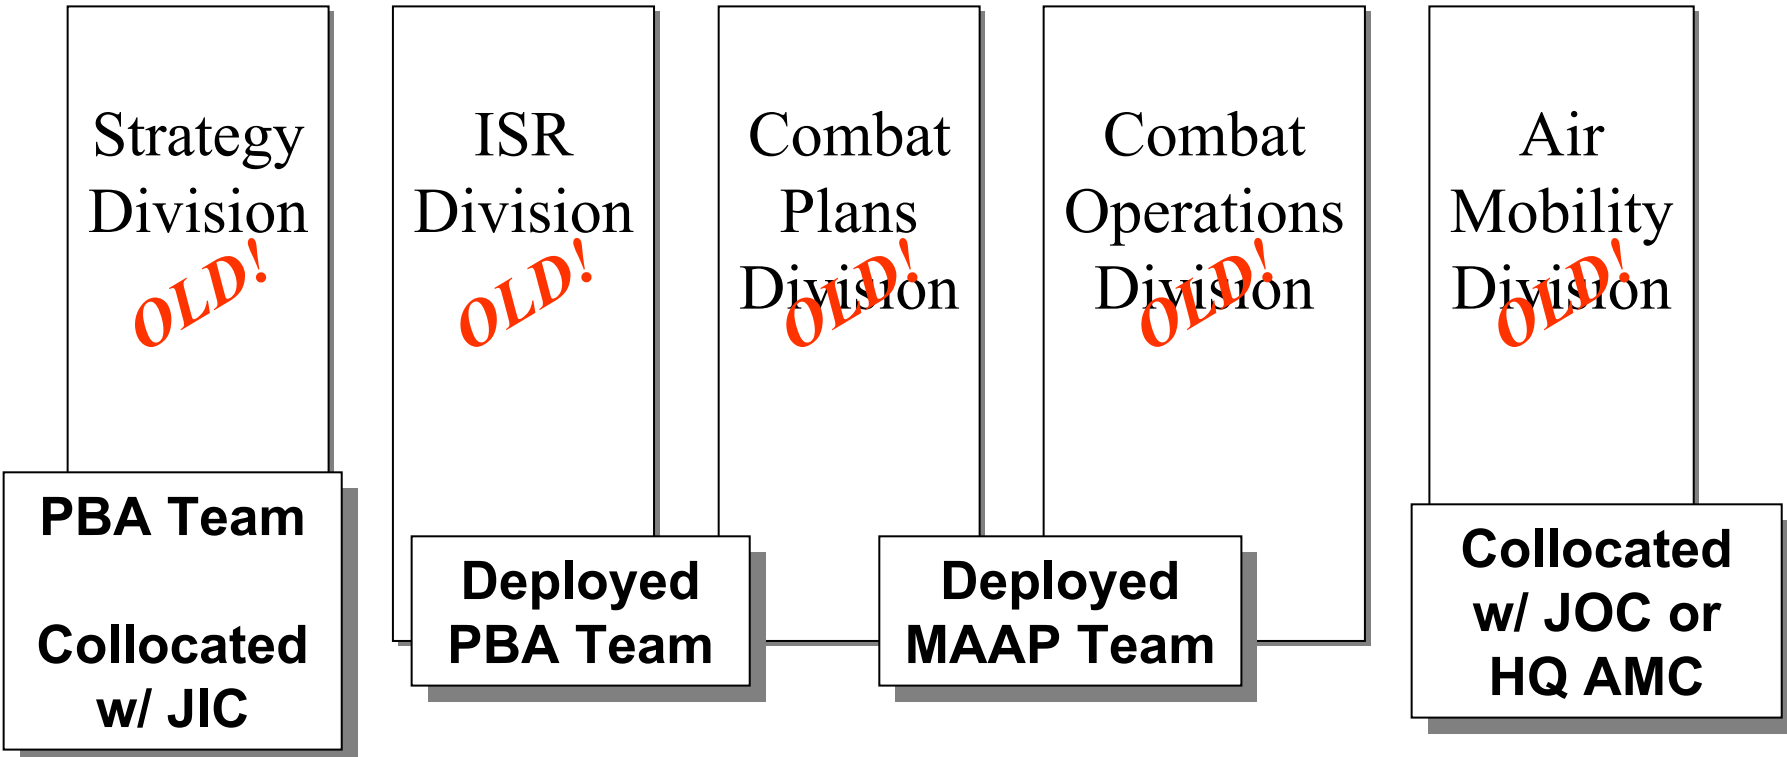 Strategy
Division
OLD!
ISR
Division
OLD!
Combat
Plans
Division
OLD!
Combat
Operations
Division
OLD!
Air
Mobility
Division
OLD!
PBA Team
Collocated
w/ JIC
Deployed
PBA Team
Deployed
MAAP Team
Collocated
w/ JOC or
HQ AMC